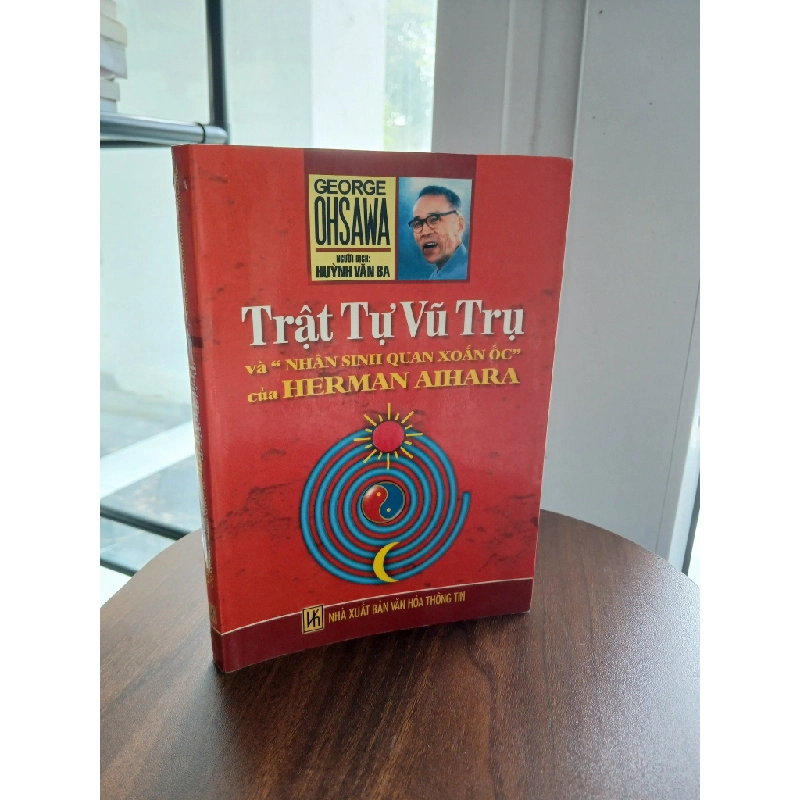 GEORGE
OHSAWA
NGƯỜI DỊCH:
HUỲNH VĂN BA
Trật Tự Vũ Trụ
và " NHÂN SINH QUAN XOẮN ỐC"
của HERMAN AIHARA
NHÀ XUẤT BẢN VĂN HÓA THÔNG TIN